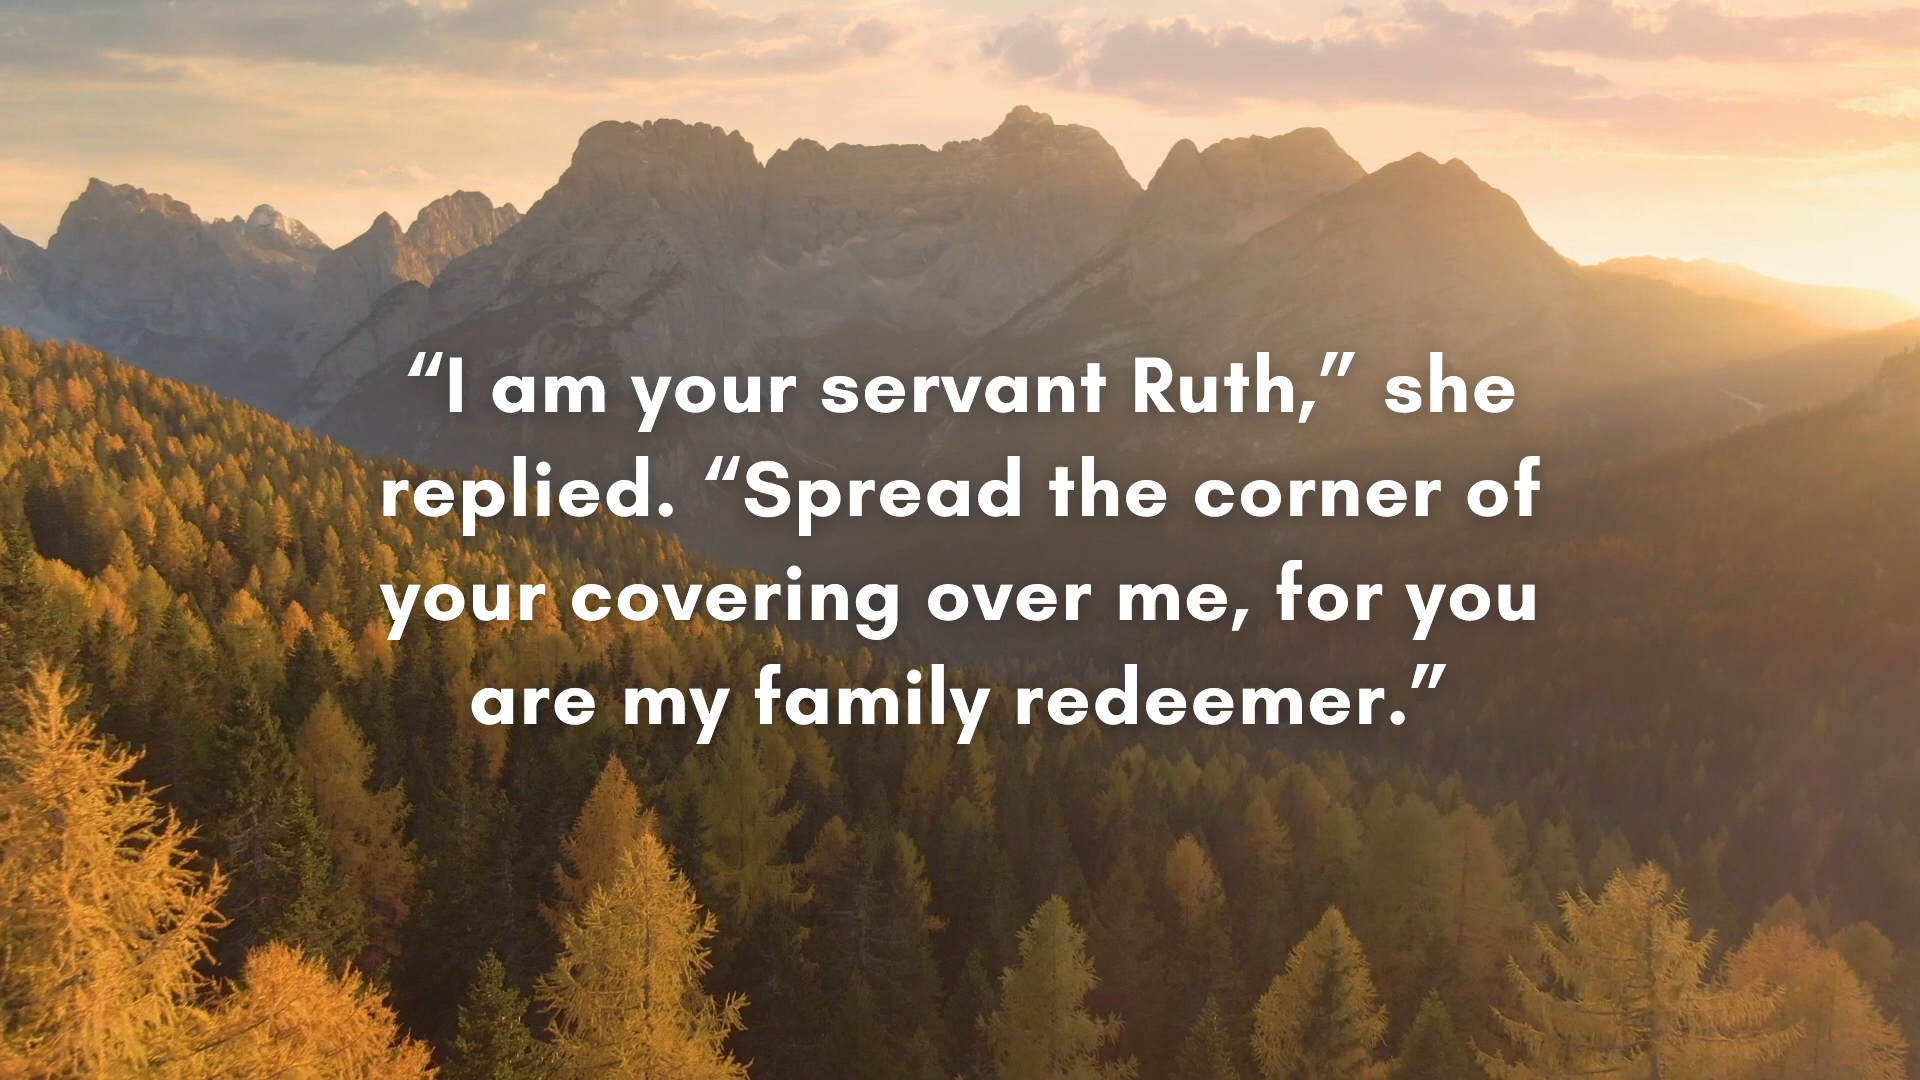 “I am your servant Ruth,” she
replied. “Spread the corner of
your covering over me, for you
are my family redeemer.”